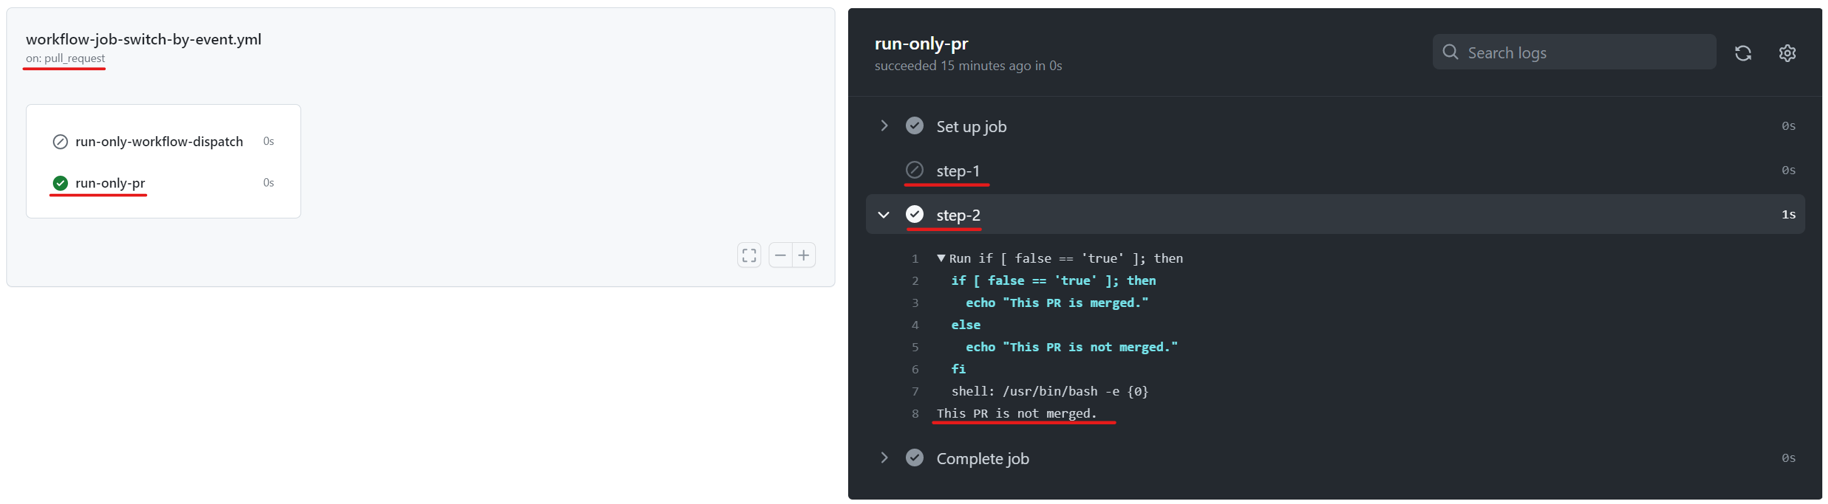 workflow-job-switch-by-event.yml
on: pull_request
run-only-workflow-dispatch 0s
run-only-pr 0s
run-only-pr
succeeded 15 minutes ago in 0s
Search logs
Set up job 0s
step-1 0s
step-2 1s
1 ▼Run if [ false == 'true' ]; then
2 if [ false == 'true' ]; then
3 echo "This PR is merged."
4 else
5 echo "This PR is not merged."
6 fi
7 shell: /usr/bin/bash -e {0}
8 This PR is not merged.
Complete job 0s